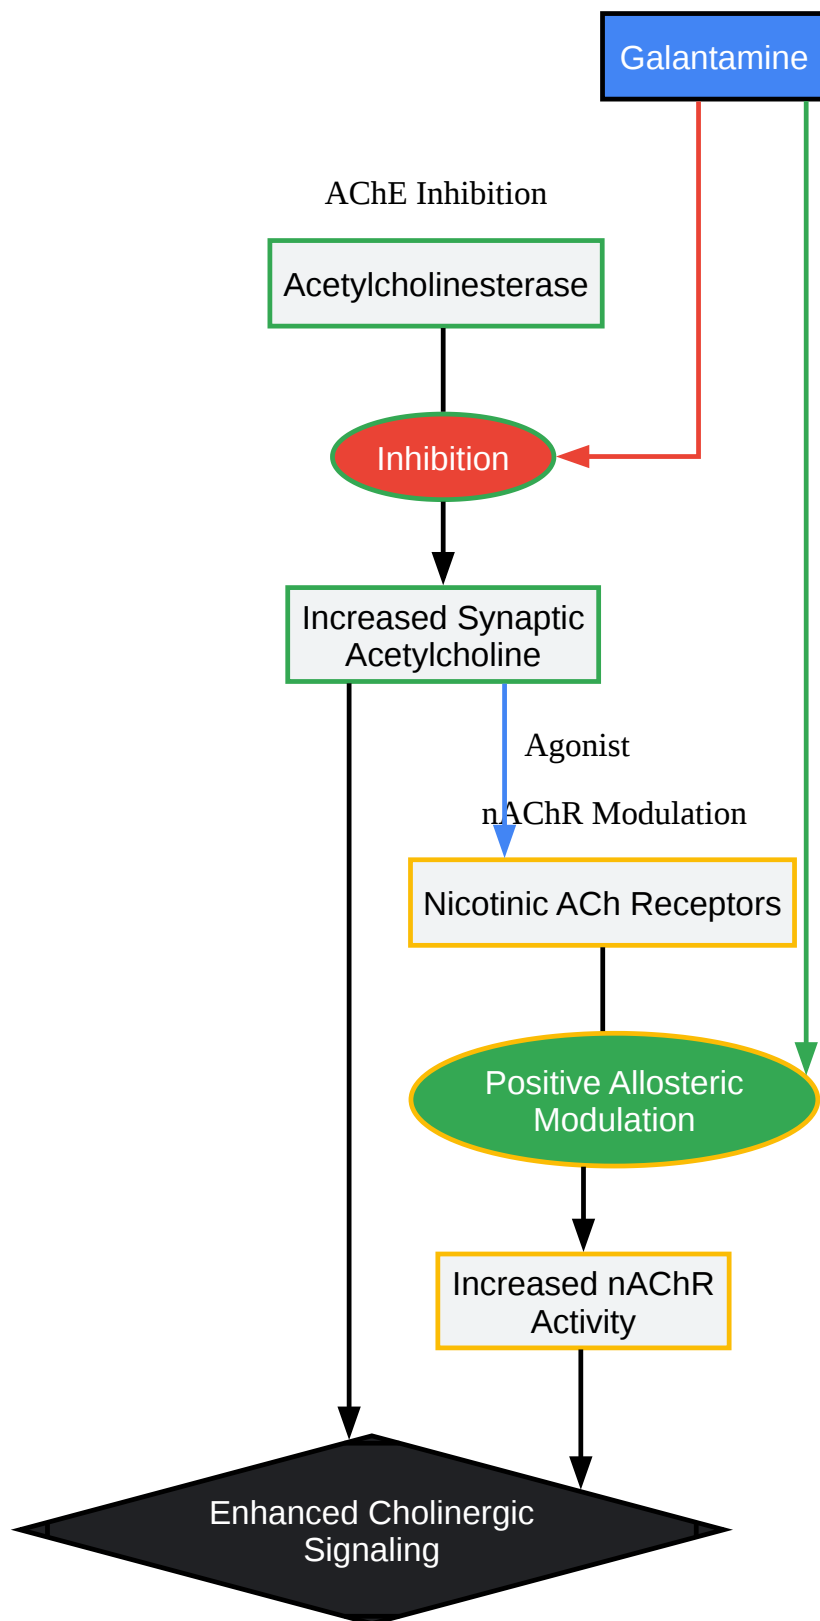 Galantamine
AChE Inhibition
Acetylcholinesterase
Inhibition
Increased Synaptic
Acetylcholine
Agonist
nAChR Modulation
Nicotinic ACh Receptors
Positive Allosteric
Modulation
Increased nAChR
Activity
Enhanced Cholinergic
Signaling